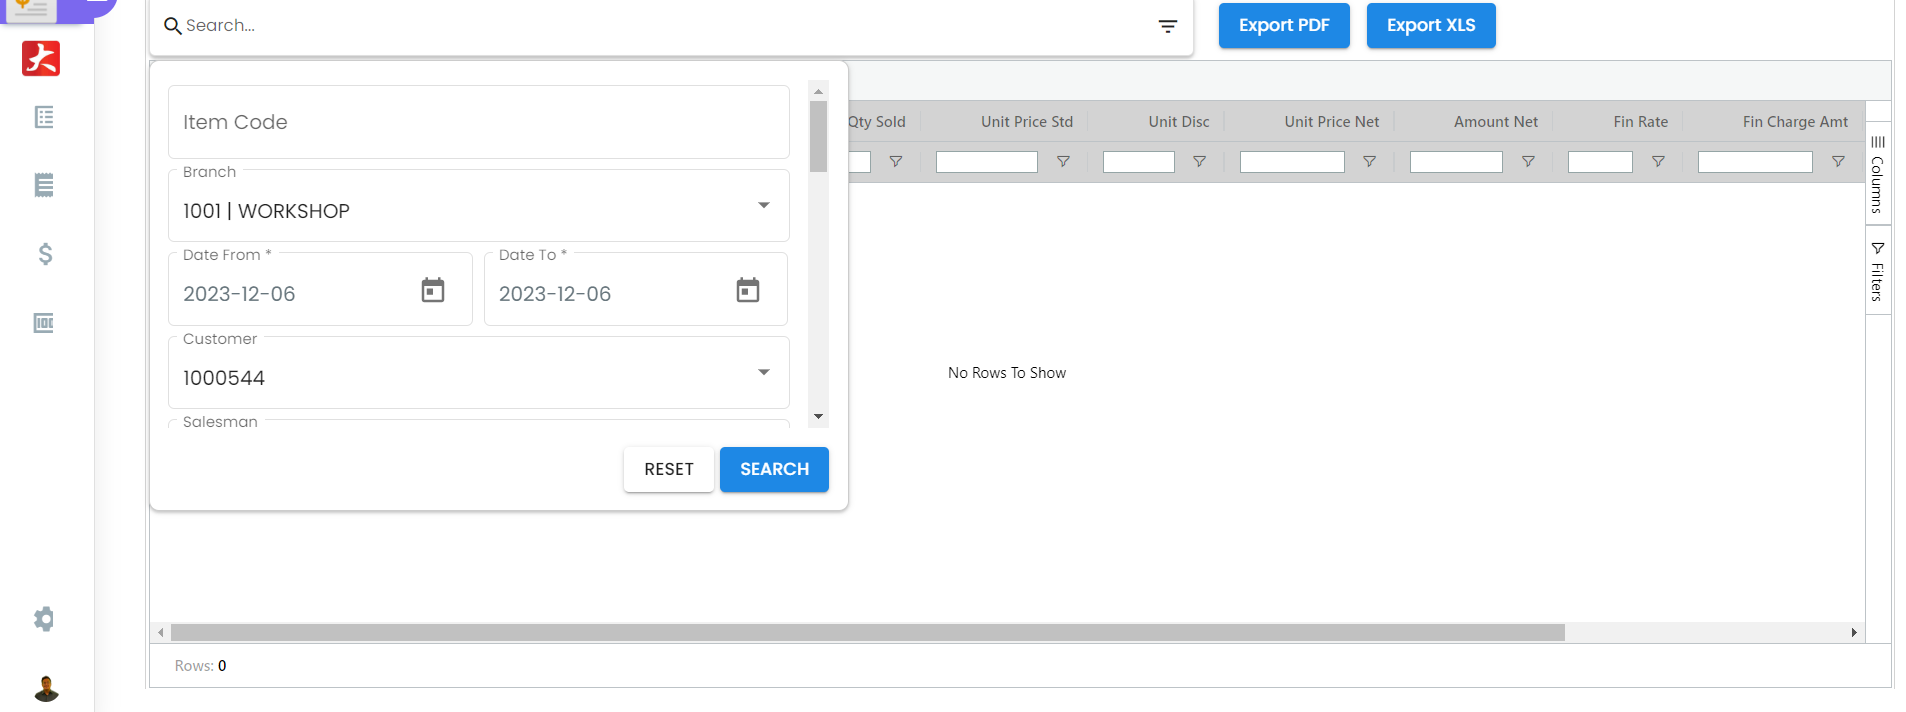 Search...
Export PDF
Export XLS
Item Code
Branch
1001 | WORKSHOP
Date From *
2023-12-06
Date To *
2023-12-06
Customer
1000544
Salesman
RESET
SEARCH
Qty Sold
Unit Price Std
Unit Disc
Unit Price Net
Amount Net
Fin Rate
Fin Charge Amt
Columns
Filters
No Rows To Show
Rows: 0